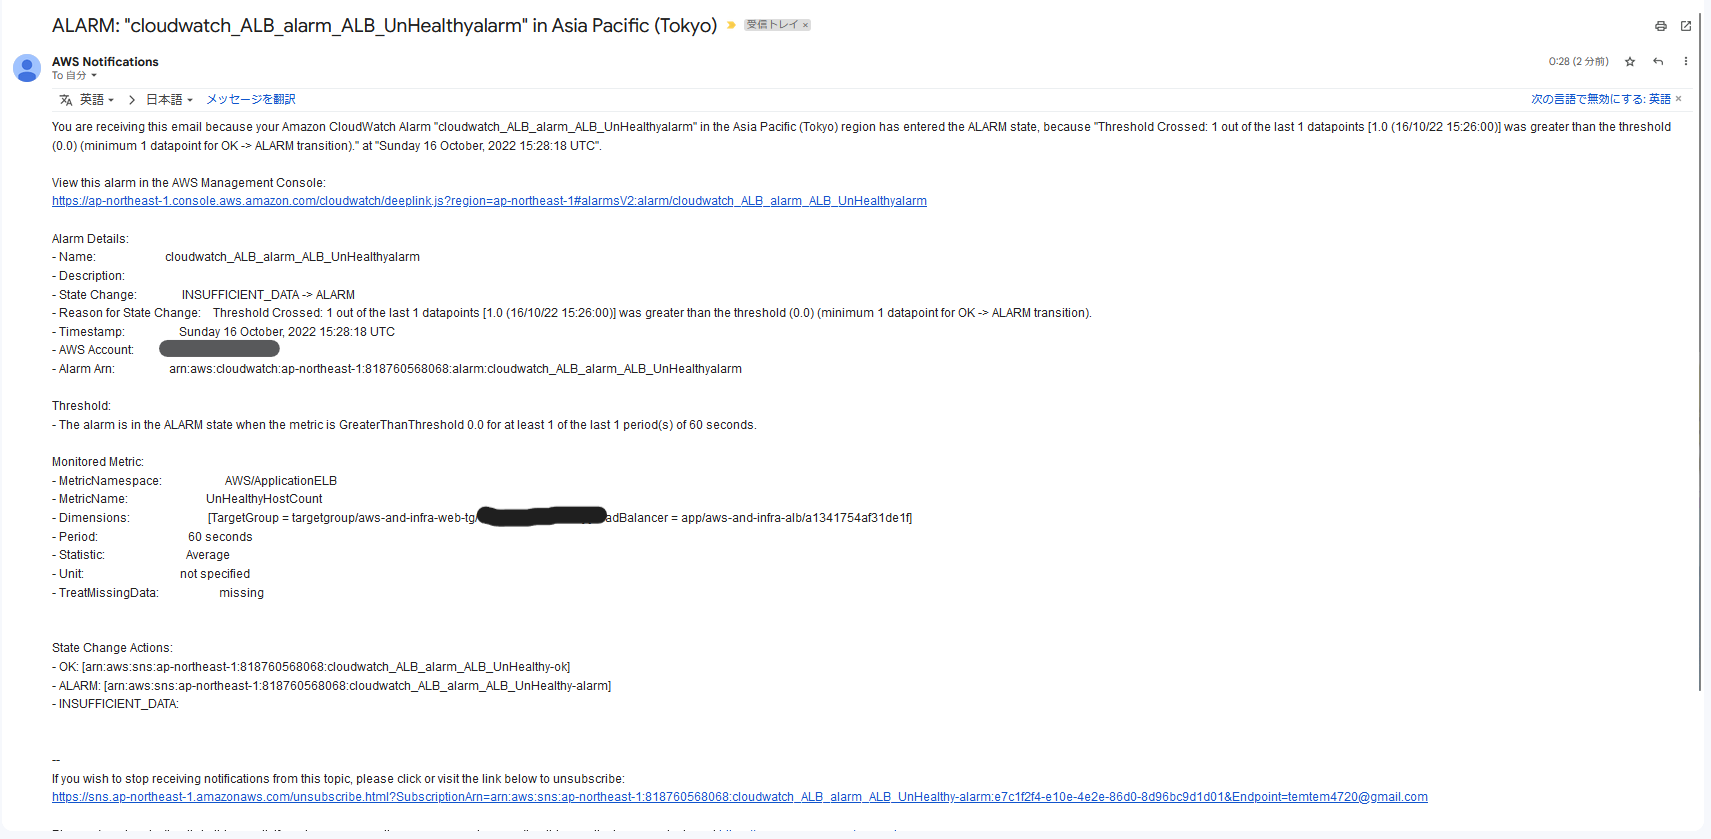 ALARM: "cloudwatch_ALB_alarm_ALB_UnHealthyalarm" in Asia Pacific (Tokyo) 受信トレイ ×
AWS Notifications
0:28 (2 分前)
To 自分
英語 > 日本語 メッセージを翻訳
次の言語で無効にする: 英語 ×
You are receiving this email because your Amazon CloudWatch Alarm "cloudwatch_ALB_alarm_ALB_UnHealthyalarm" in the Asia Pacific (Tokyo) region has entered the ALARM state, because "Threshold Crossed: 1 out of the last 1 datapoints [1.0 (16/10/22 15:26:00)] was greater than the threshold
(0.0) (minimum 1 datapoint for OK -> ALARM transition)." at "Sunday 16 October, 2022 15:28:18 UTC".
View this alarm in the AWS Management Console:
https://ap-northeast-1.console.aws.amazon.com/cloudwatch/deeplink.js?region=ap-northeast-1#alarmsV2:alarm/cloudwatch_ALB_alarm_ALB_UnHealthyalarm
Alarm Details:
- Name: cloudwatch_ALB_alarm_ALB_UnHealthyalarm
- Description:
- State Change: INSUFFICIENT_DATA -> ALARM
- Reason for State Change: Threshold Crossed: 1 out of the last 1 datapoints [1.0 (16/10/22 15:26:00)] was greater than the threshold (0.0) (minimum 1 datapoint for OK -> ALARM transition).
- Timestamp: Sunday 16 October, 2022 15:28:18 UTC
- AWS Account:
- Alarm Arn: arn:aws:cloudwatch:ap-northeast-1:818760568068:alarm:cloudwatch_ALB_alarm_ALB_UnHealthyalarm
Threshold:
- The alarm is in the ALARM state when the metric is GreaterThanThreshold 0.0 for at least 1 of the last 1 period(s) of 60 seconds.
Monitored Metric:
- MetricNamespace: AWS/ApplicationELB
- MetricName: UnHealthyHostCount
- Dimensions: [TargetGroup = targetgroup/aws-and-infra-web-tg/ adBalancer = app/aws-and-infra-alb/a1341754af31de1f]
- Period: 60 seconds
- Statistic: Average
- Unit: not specified
- TreatMissingData: missing
State Change Actions:
- OK: [arn:aws:sns:ap-northeast-1:818760568068:cloudwatch_ALB_alarm_ALB_UnHealthy-ok]
- ALARM: [arn:aws:sns:ap-northeast-1:818760568068:cloudwatch_ALB_alarm_ALB_UnHealthy-alarm]
- INSUFFICIENT_DATA:
--
If you wish to stop receiving notifications from this topic, please click or visit the link below to unsubscribe:
https://sns.ap-northeast-1.amazonaws.com/unsubscribe.html?SubscriptionArn=arn:aws:sns:ap-northeast-1:818760568068:cloudwatch_ALB_alarm_ALB_UnHealthy-alarm:e7c1f2f4-e10e-4e2e-86d0-8d96bc9d1d01&Endpoint=temtem4720@gmail.com